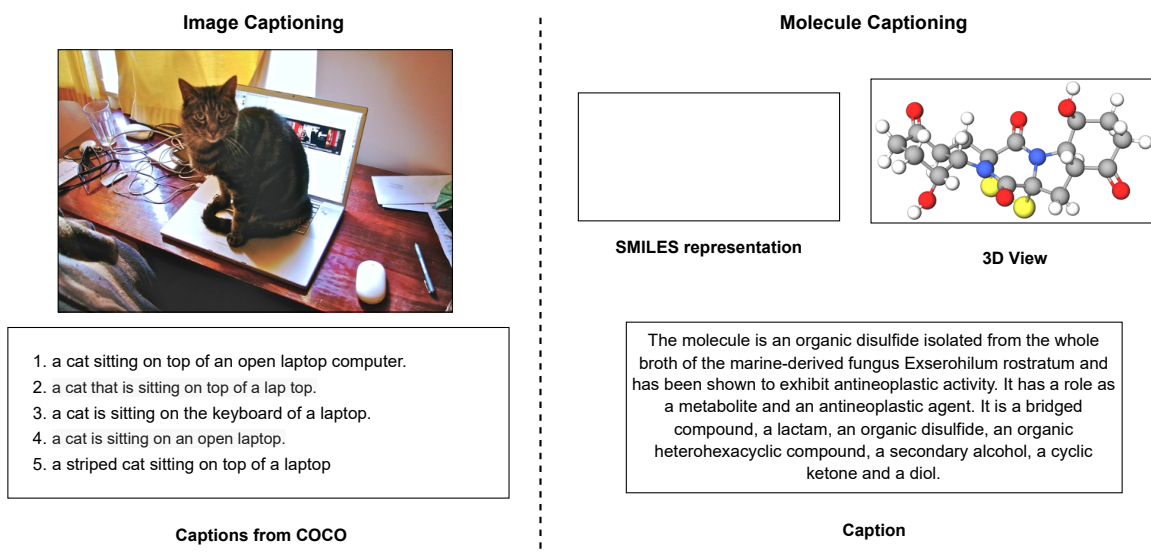 Image Captioning
Molecule Captioning
SMILES representation
3D View
1. a cat sitting on top of an open laptop computer.
2. a cat that is sitting on top of a lap top.
3. a cat is sitting on the keyboard of a laptop.
4. a cat is sitting on an open laptop.
5. a striped cat sitting on top of a laptop
Captions from COCO
The molecule is an organic disulfide isolated from the whole
broth of the marine-derived fungus Exserohilum rostratum and
has been shown to exhibit antineoplastic activity. It has a role as
a metabolite and an antineoplastic agent. It is a bridged
compound, a lactam, an organic disulfide, an organic
heterohexacyclic compound, a secondary alcohol, a cyclic
ketone and a diol.
Caption